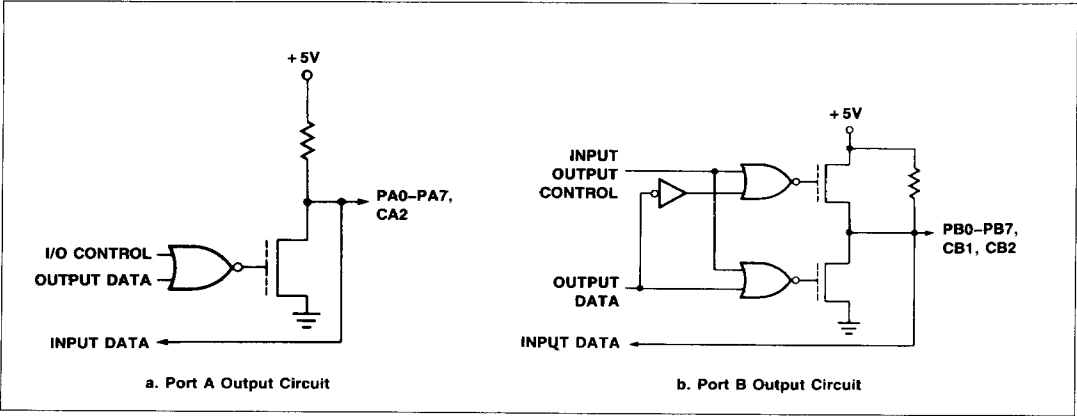 +5V
PA0–PA7,
CA2
I/O CONTROL
OUTPUT DATA
INPUT DATA
a. Port A Output Circuit
+5V
INPUT
OUTPUT
CONTROL
PB0–PB7,
CB1, CB2
OUTPUT
DATA
INPUT DATA
b. Port B Output Circuit